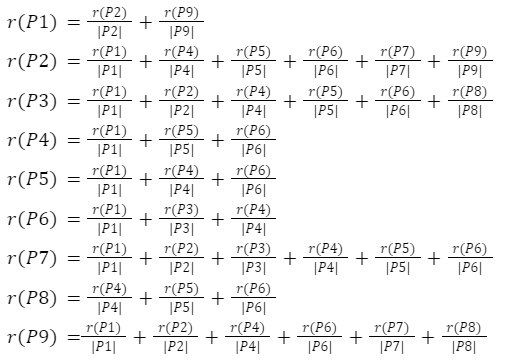 r(P1) = r(P2)/|P2| + r(P9)/|P9|
r(P2) = r(P1)/|P1| + r(P4)/|P4| + r(P5)/|P5| + r(P6)/|P6| + r(P7)/|P7| + r(P9)/|P9|
r(P3) = r(P1)/|P1| + r(P2)/|P2| + r(P4)/|P4| + r(P5)/|P5| + r(P6)/|P6| + r(P8)/|P8|
r(P4) = r(P1)/|P1| + r(P5)/|P5| + r(P6)/|P6|
r(P5) = r(P1)/|P1| + r(P4)/|P4| + r(P6)/|P6|
r(P6) = r(P1)/|P1| + r(P3)/|P3| + r(P4)/|P4|
r(P7) = r(P1)/|P1| + r(P2)/|P2| + r(P3)/|P3| + r(P4)/|P4| + r(P5)/|P5| + r(P6)/|P6|
r(P8) = r(P4)/|P4| + r(P5)/|P5| + r(P6)/|P6|
r(P9) = r(P1)/|P1| + r(P2)/|P2| + r(P4)/|P4| + r(P6)/|P6| + r(P7)/|P7| + r(P8)/|P8|